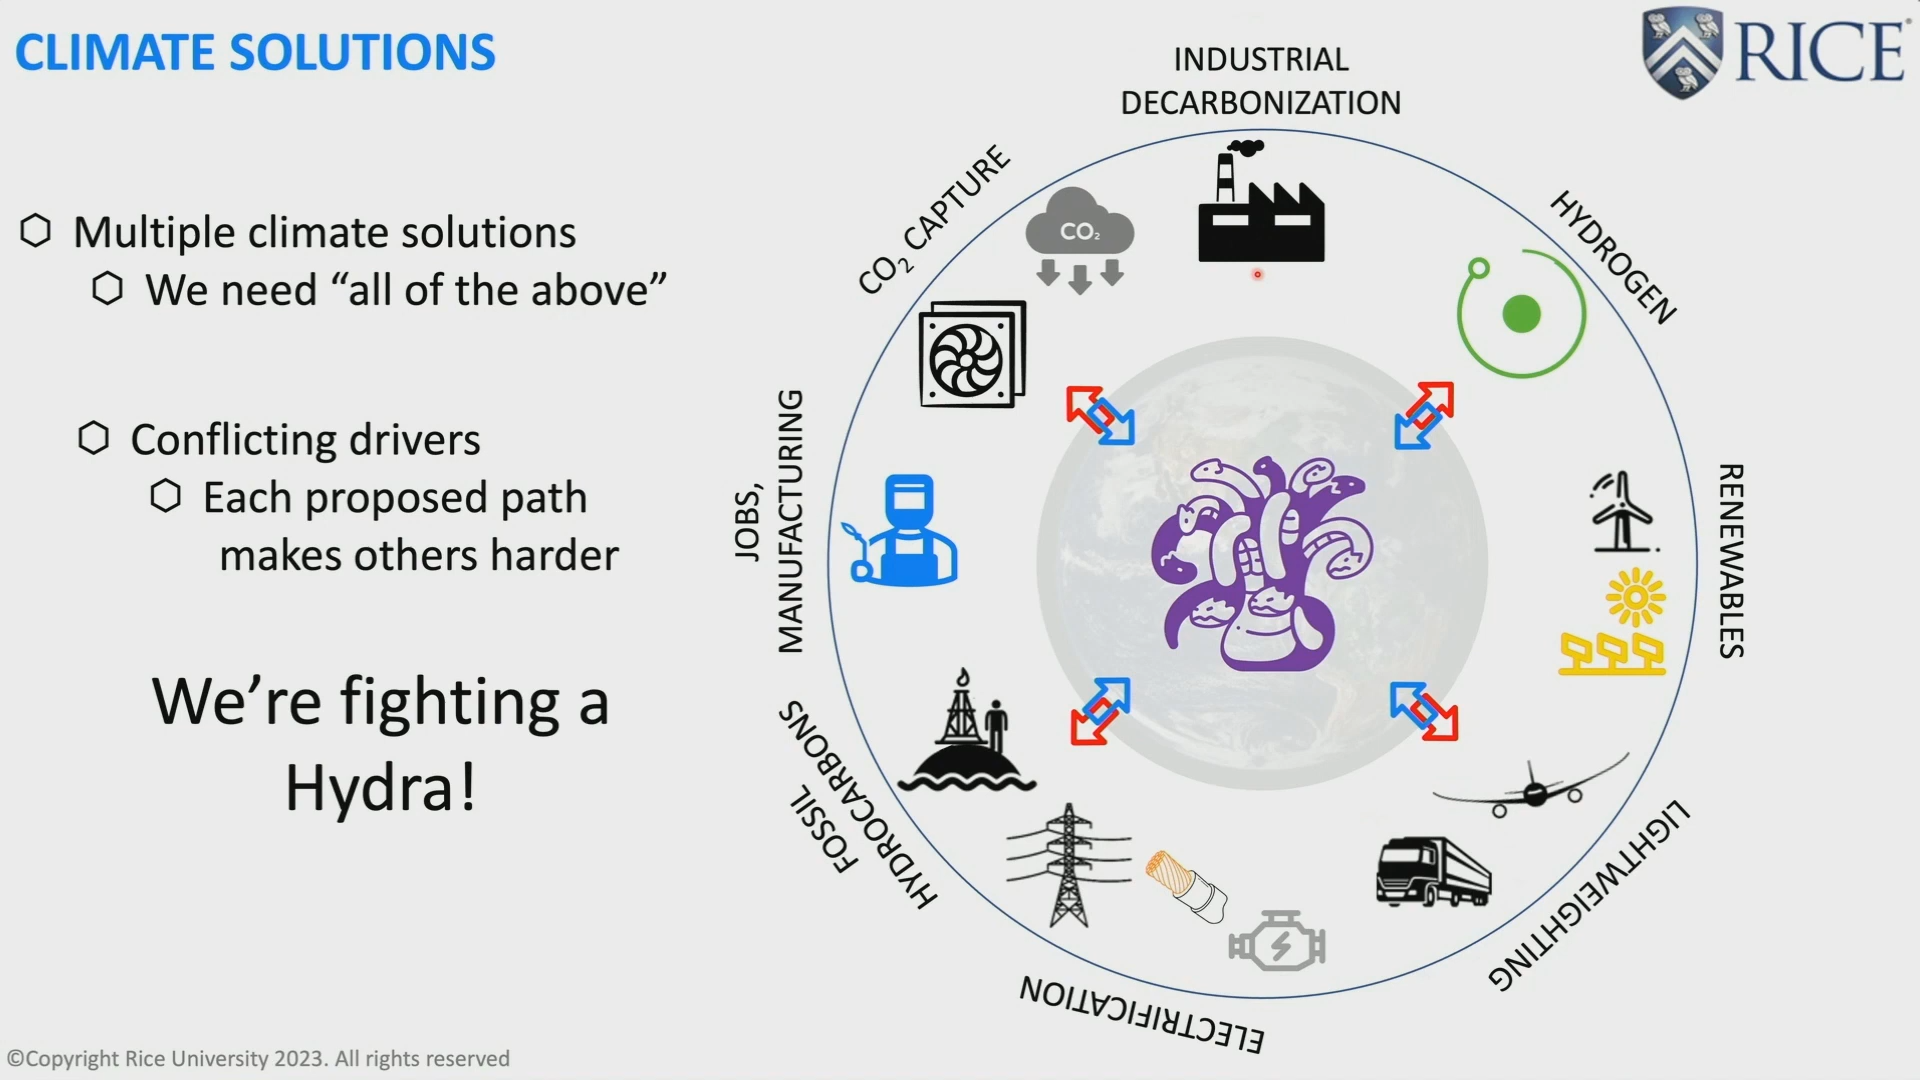 CLIMATE SOLUTIONS
RICE
Multiple climate solutions
We need “all of the above”
Conflicting drivers
Each proposed path
makes others harder
We’re fighting a
Hydra!
INDUSTRIAL
DECARBONIZATION
HYDROGEN
RENEWABLES
LIGHTWEIGHTING
ELECTRIFICATION
FOSSIL
HYDROCARBONS
JOBS,
MANUFACTURING
CO₂ CAPTURE
CO₂
©Copyright Rice University 2023. All rights reserved